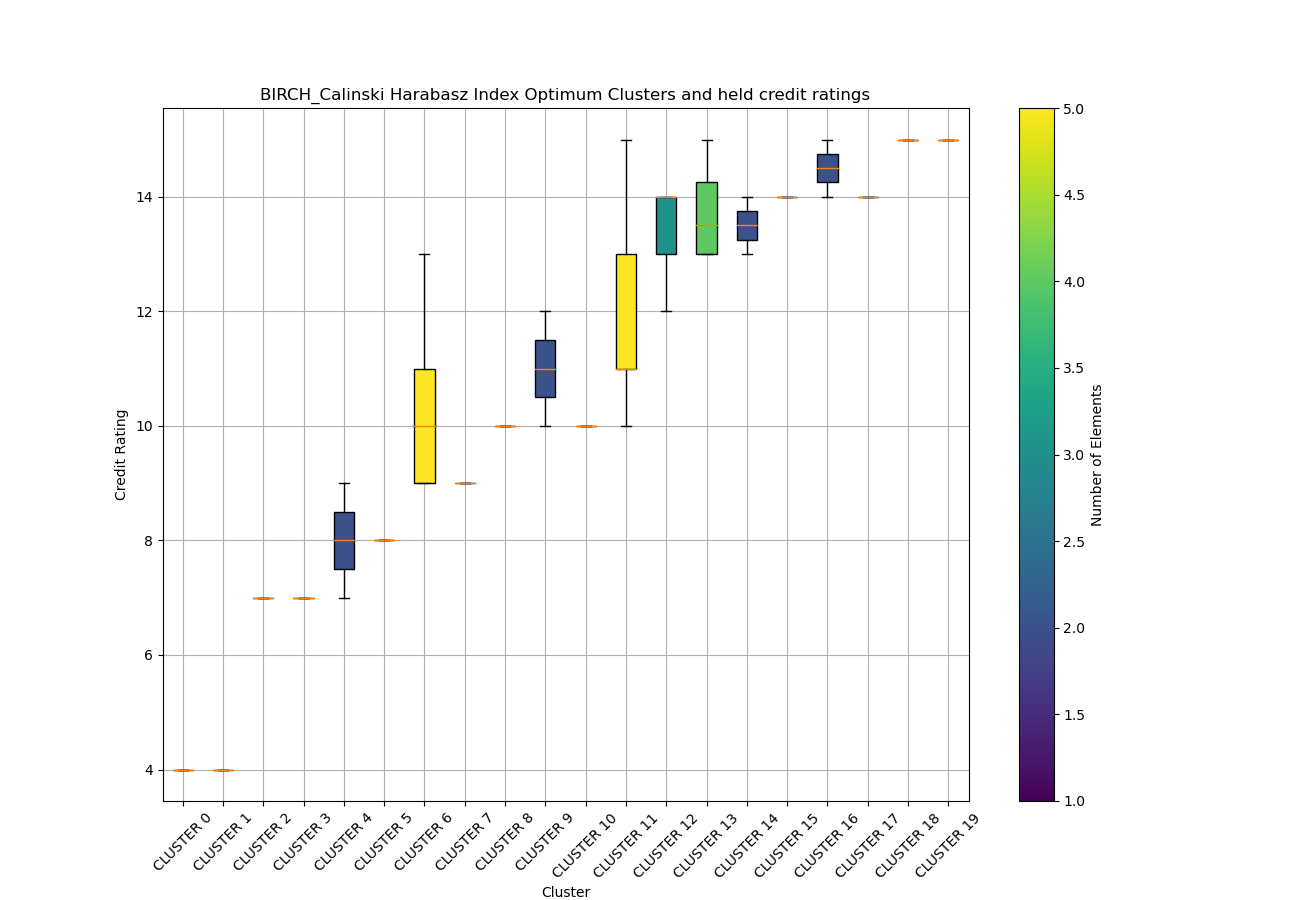 BIRCH_Calinski Harabasz Index Optimum Clusters and held credit ratings
Credit Rating
14
12
10
8
6
4
CLUSTER 0
CLUSTER 1
CLUSTER 2
CLUSTER 3
CLUSTER 4
CLUSTER 5
CLUSTER 6
CLUSTER 7
CLUSTER 8
CLUSTER 9
CLUSTER 10
CLUSTER 11
CLUSTER 12
CLUSTER 13
CLUSTER 14
CLUSTER 15
CLUSTER 16
CLUSTER 17
CLUSTER 18
CLUSTER 19
Cluster
5.0
4.5
4.0
3.5
3.0
2.5
2.0
1.5
1.0
Number of Elements